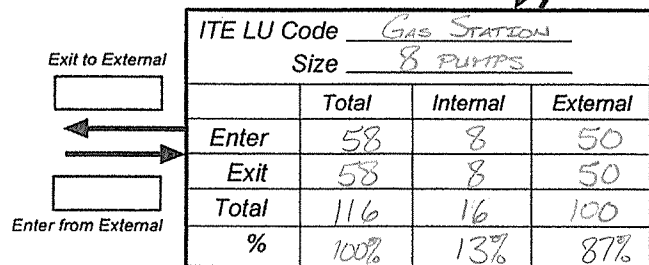 ITE LU Code GAS STATION
Size 8 PUMPS
Exit to External
Total Internal External
Enter 58 8 50
Exit 58 8 50
Total 116 16 100
Enter from External
% 100% 13% 87%